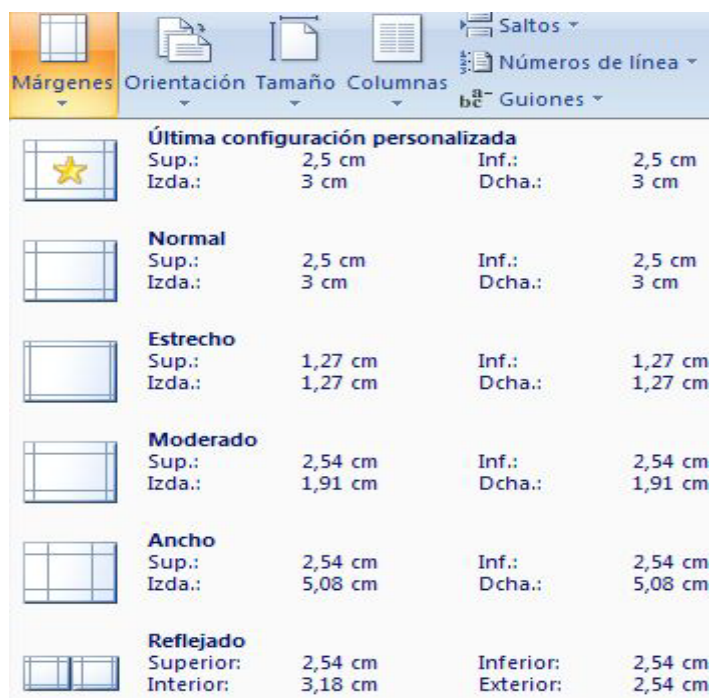 Saltos
Números de línea
Márgenes Orientación Tamaño Columnas
Guiones
Última configuración personalizada
Sup.: 2,5 cm Inf.: 2,5 cm
Izda.: 3 cm Dcha.: 3 cm
Normal
Sup.: 2,5 cm Inf.: 2,5 cm
Izda.: 3 cm Dcha.: 3 cm
Estrecho
Sup.: 1,27 cm Inf.: 1,27 cm
Izda.: 1,27 cm Dcha.: 1,27 cm
Moderado
Sup.: 2,54 cm Inf.: 2,54 cm
Izda.: 1,91 cm Dcha.: 1,91 cm
Ancho
Sup.: 2,54 cm Inf.: 2,54 cm
Izda.: 5,08 cm Dcha.: 5,08 cm
Reflejado
Superior: 2,54 cm Inferior: 2,54 cm
Interior: 3,18 cm Exterior: 2,54 cm